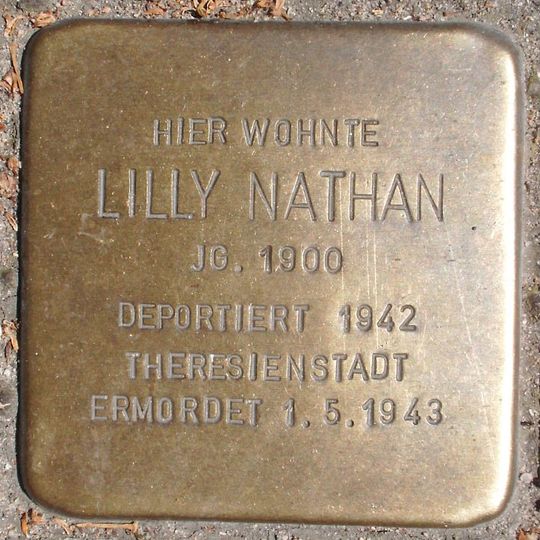 HIER WOHNTE
LILLY NATHAN
JG. 1900
DEPORTIERT 1942
THERESIENSTADT
ERMORDET 1.5.1943